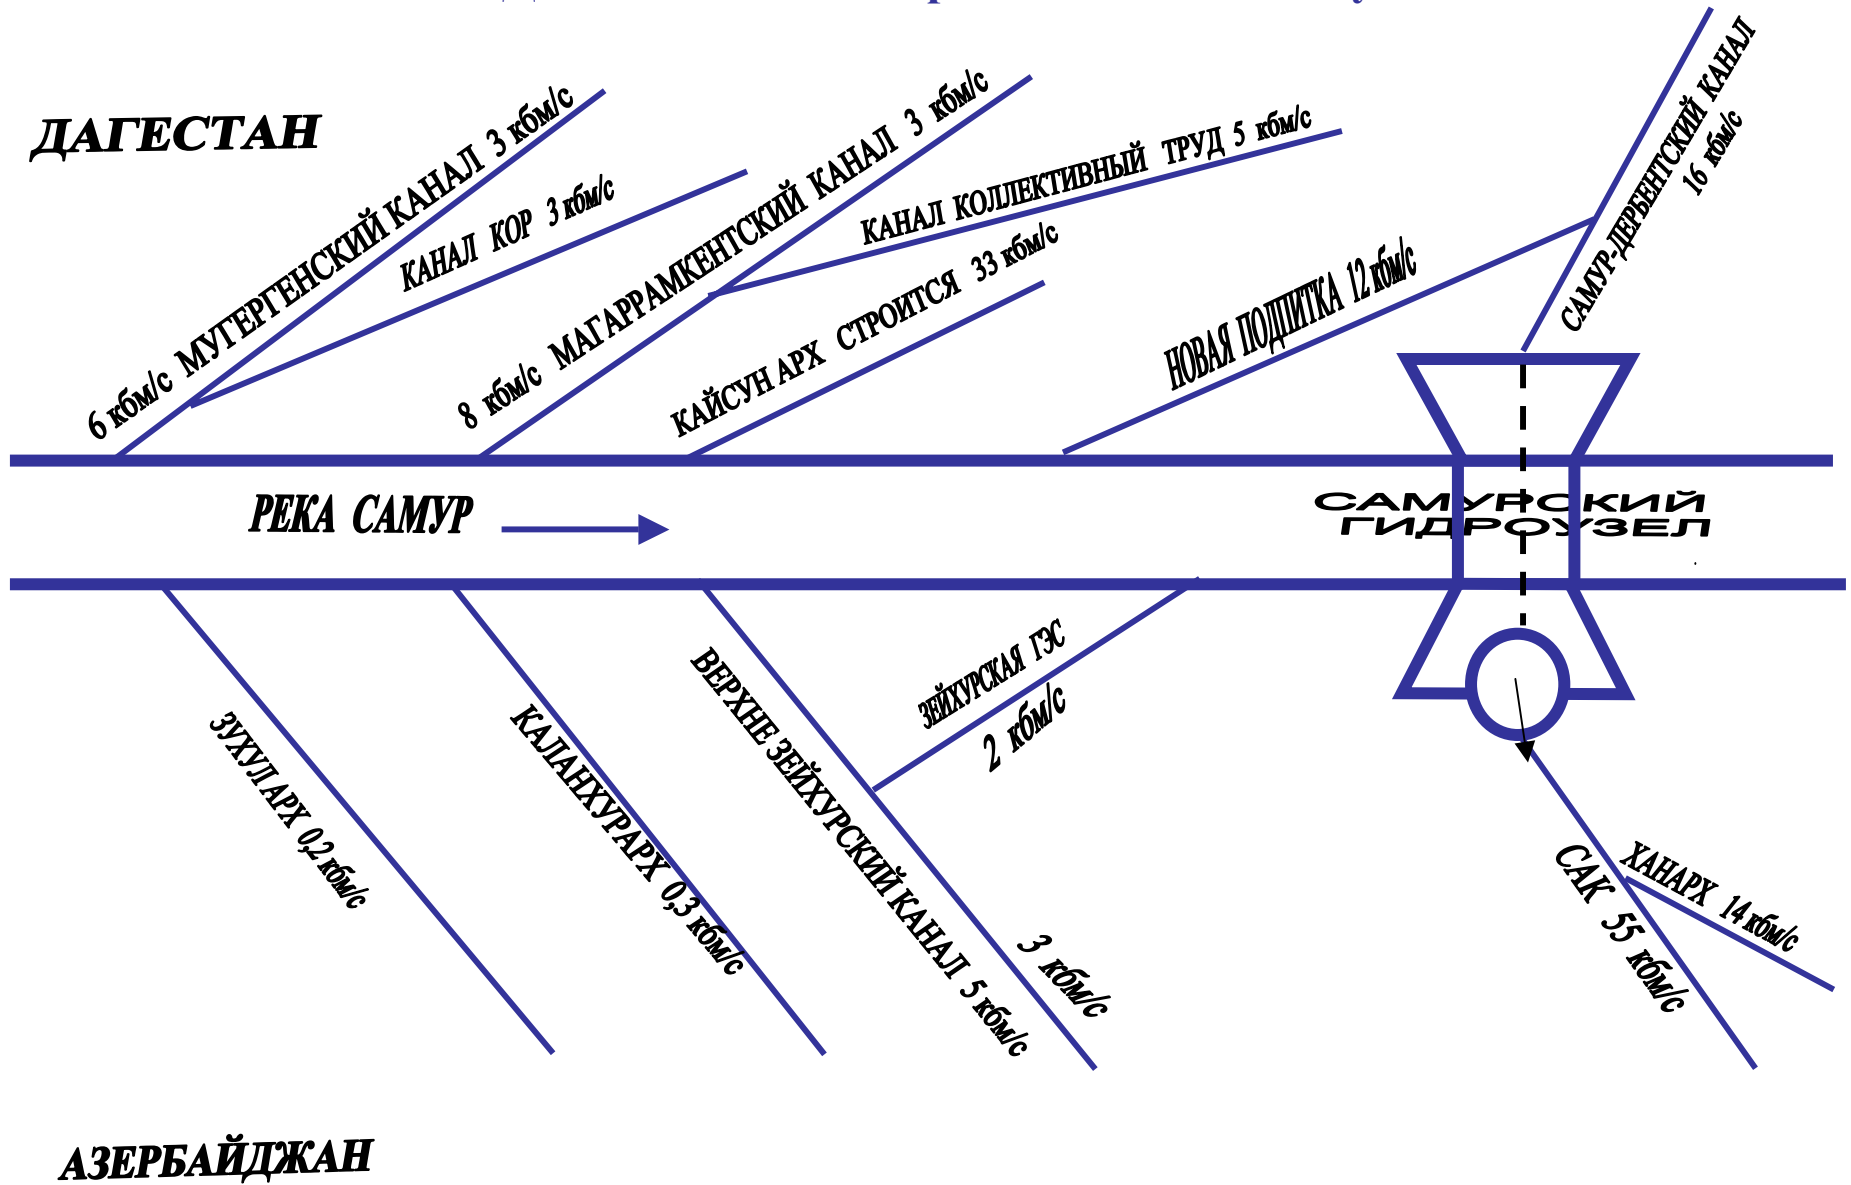 ДАГЕСТАН
6 кбм/с МУГЕРГЕНСКИЙ КАНАЛ 3 кбм/с
КАНАЛ КОР 3 кбм/с
8 кбм/с МАГАРРАМКЕНТСКИЙ КАНАЛ 3 кбм/с
КАНАЛ КОЛЛЕКТИВНЫЙ ТРУД 5 кбм/с
КАЙСУН АРХ СТРОИТСЯ 33 кбм/с
НОВАЯ ПОДПИТКА 12 кбм/с
САМУР-ДЕРБЕНТСКИЙ КАНАЛ
16 кбм/с
РЕКА САМУР
САМУРСКИЙ
ГИДРОУЗЕЛ
ЗУХУЛ АРХ 0,2 кбм/с
КАЛАНХУРАРХ 0,3 кбм/с
ВЕРХНЕ ЗЕЙХУРСКИЙ КАНАЛ 5 кбм/с
3 кбм/с
ЗЕЙХУРСКАЯ ГЭС
2 кбм/с
САК 55 кбм/с
ХАНАРХ 14 кбм/с
АЗЕРБАЙДЖАН